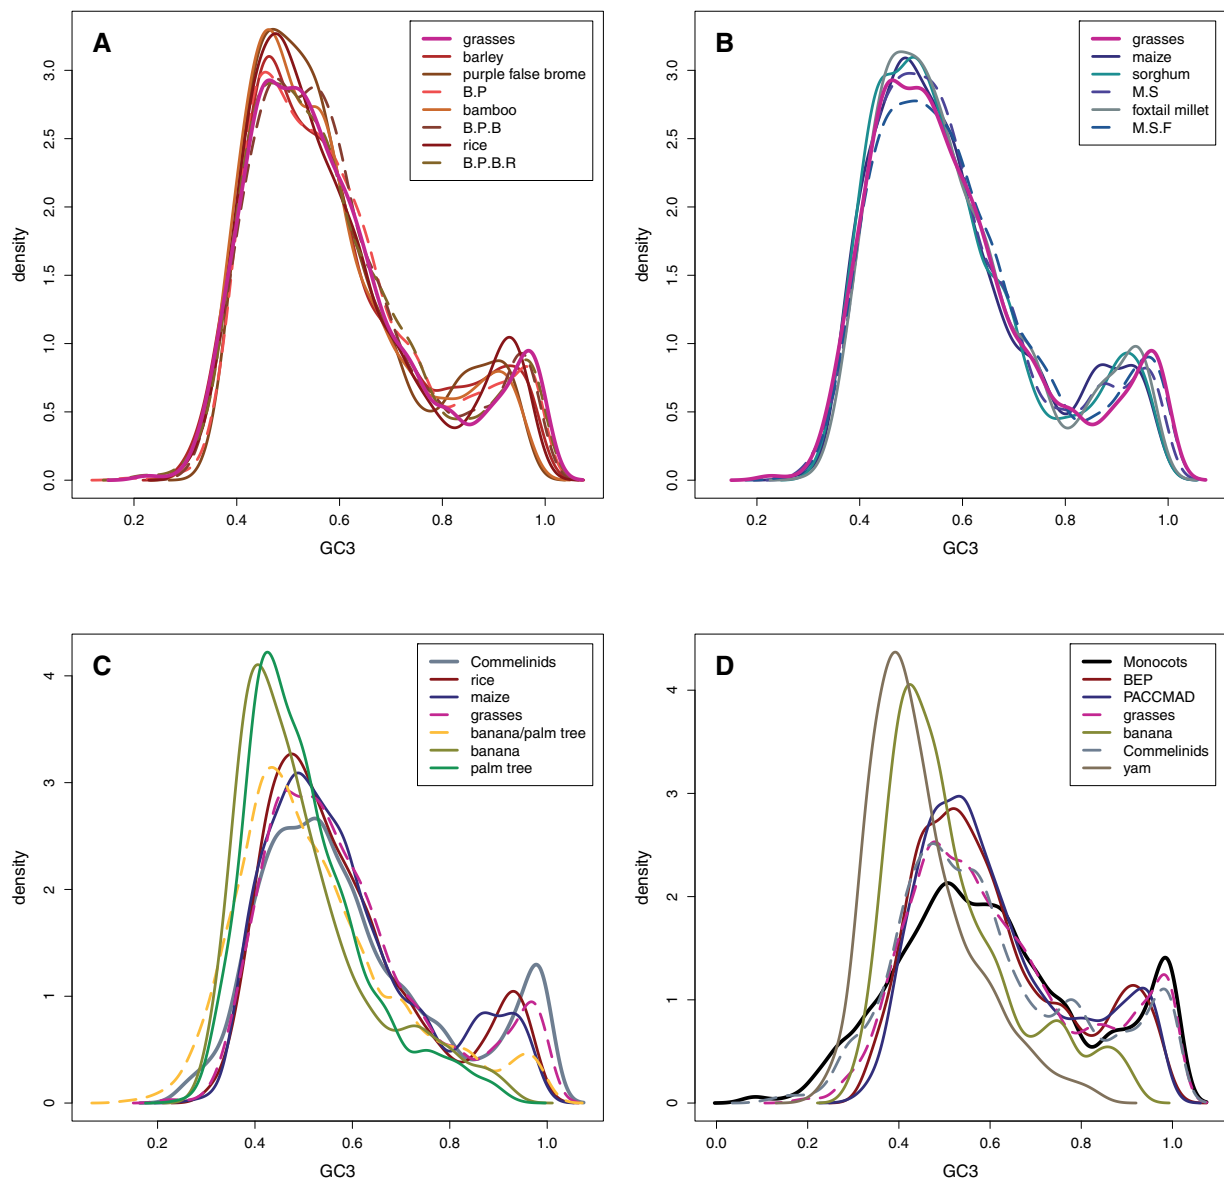 A
grasses
barley
purple false brome
B.P
bamboo
B.P.B
rice
B.P.B.R
density
0.0 0.5 1.0 1.5 2.0 2.5 3.0
0.2 0.4 0.6 0.8 1.0
GC3
B
grasses
maize
sorghum
M.S
foxtail millet
M.S.F
density
0.0 0.5 1.0 1.5 2.0 2.5 3.0
0.2 0.4 0.6 0.8 1.0
GC3
C
Commelinids
rice
maize
grasses
banana/palm tree
banana
palm tree
density
0 1 2 3 4
0.2 0.4 0.6 0.8 1.0
GC3
D
Monocots
BEP
PACCMAD
grasses
banana
Commelinids
yam
density
0 1 2 3 4
0.0 0.2 0.4 0.6 0.8 1.0
GC3